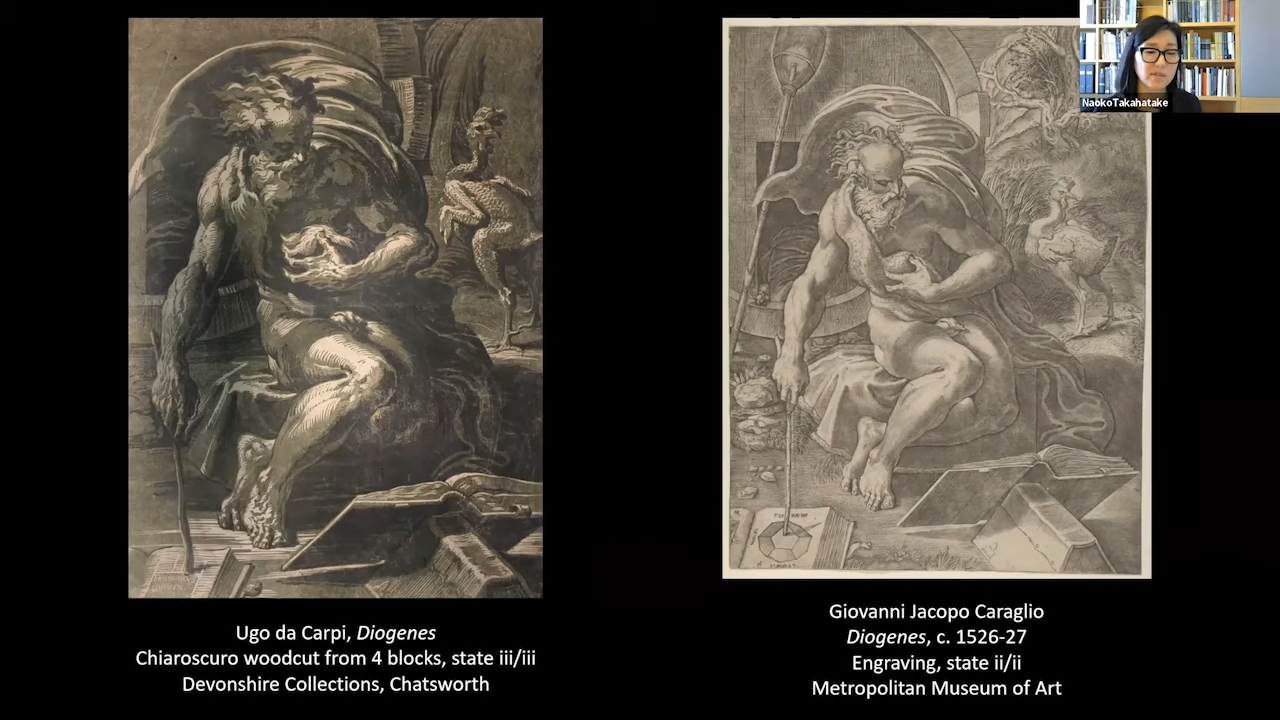 NaokoTakahatake
Ugo da Carpi, Diogenes
Chiaroscuro woodcut from 4 blocks, state iii/iii
Devonshire Collections, Chatsworth
Giovanni Jacopo Caraglio
Diogenes, c. 1526-27
Engraving, state ii/ii
Metropolitan Museum of Art